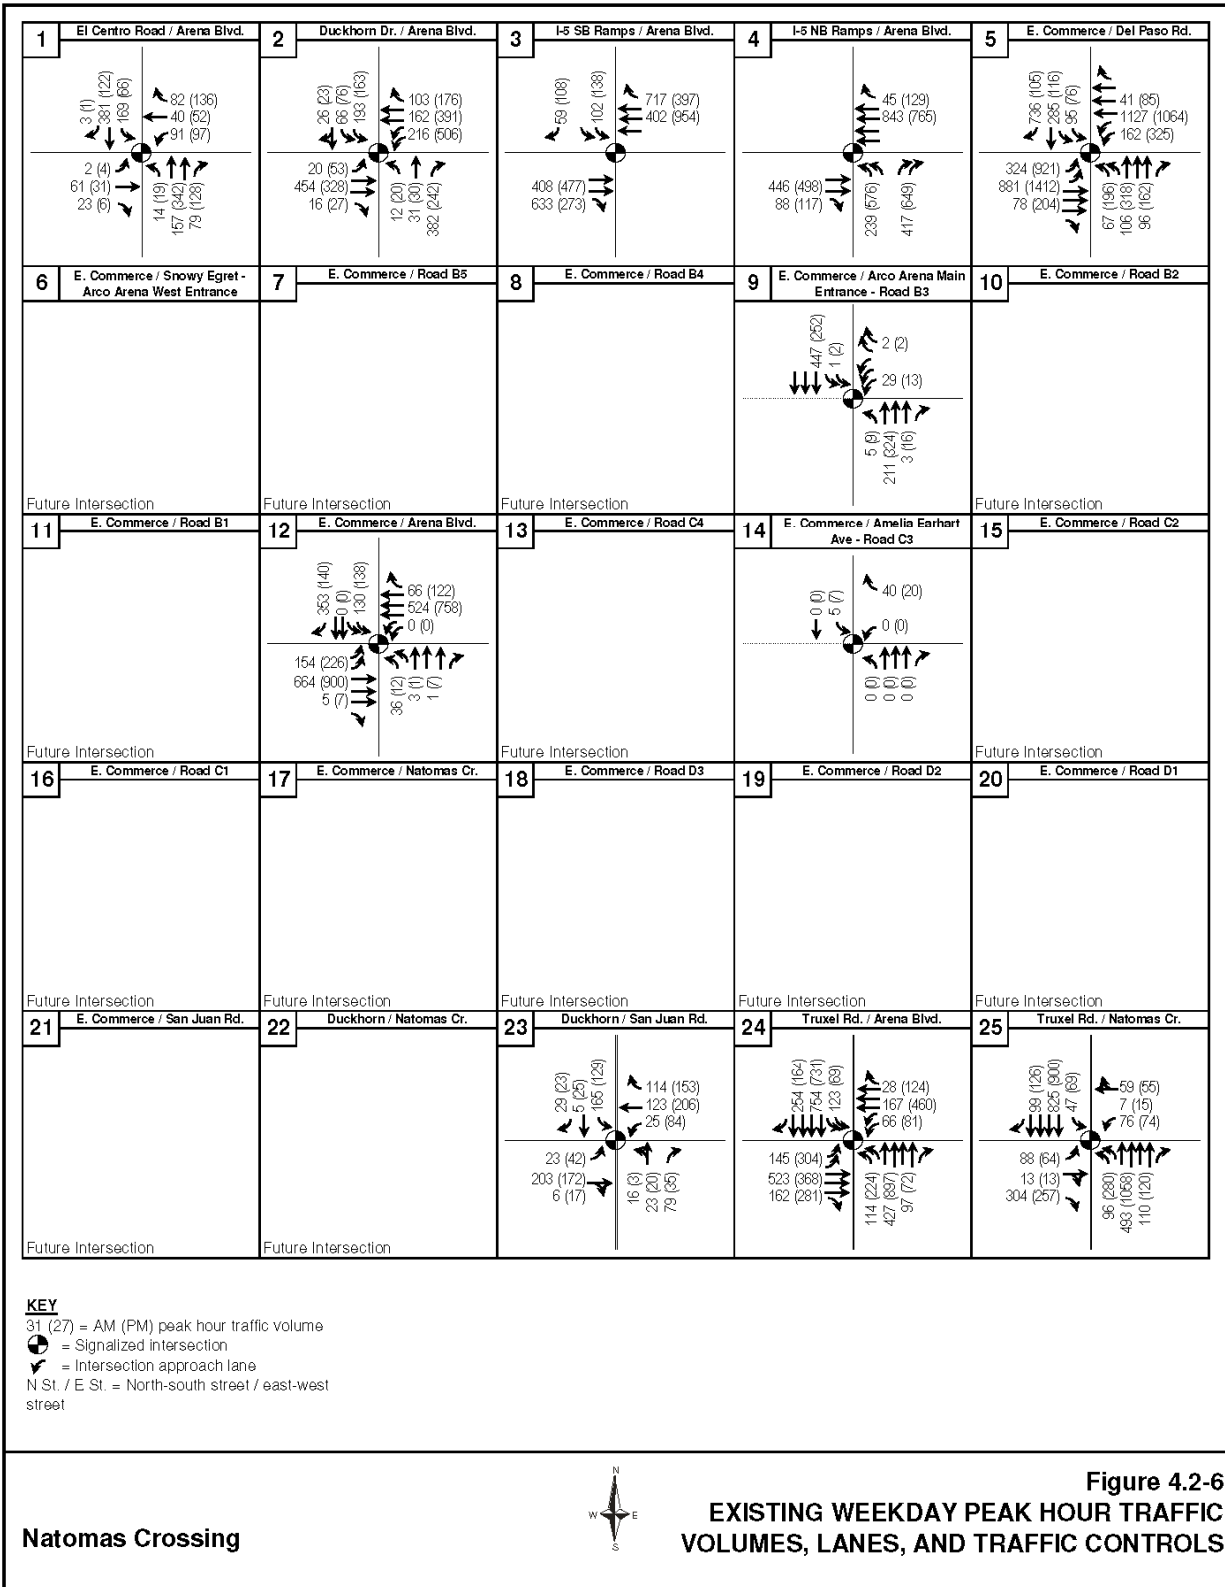 1 El Centro Road / Arena Blvd.
3 (1)
381 (122)
169 (66)
82 (136)
40 (52)
91 (97)
2 (4)
61 (31)
23 (6)
14 (19)
157 (342)
79 (128)
2 Duckhorn Dr. / Arena Blvd.
26 (23)
66 (76)
193 (163)
103 (176)
162 (391)
216 (506)
20 (53)
454 (328)
16 (27)
12 (20)
31 (30)
382 (242)
3 I-5 SB Ramps / Arena Blvd.
59 (108)
102 (138)
717 (397)
402 (954)
408 (477)
633 (273)
4 I-5 NB Ramps / Arena Blvd.
45 (129)
843 (765)
446 (498)
88 (117)
239 (576)
417 (649)
5 E. Commerce / Del Paso Rd.
736 (105)
285 (116)
95 (76)
41 (85)
1127 (1064)
162 (325)
324 (921)
881 (1412)
78 (204)
67 (196)
106 (318)
96 (162)
6 E. Commerce / Snowy Egret -
Arco Arena West Entrance
Future Intersection
7 E. Commerce / Road B5
Future Intersection
8 E. Commerce / Road B4
Future Intersection
9 E. Commerce / Arco Arena Main
Entrance - Road B3
447 (252)
1 (2)
2 (2)
29 (13)
5 (9)
211 (324)
3 (16)
10 E. Commerce / Road B2
Future Intersection
11 E. Commerce / Road B1
Future Intersection
12 E. Commerce / Arena Blvd.
353 (140)
0 (0)
130 (138)
66 (122)
524 (758)
0 (0)
154 (226)
664 (900)
5 (7)
36 (12)
3 (1)
1 (7)
13 E. Commerce / Road C4
Future Intersection
14 E. Commerce / Amelia Earhart
Ave - Road C3
0 (0)
5 (7)
40 (20)
0 (0)
0 (0)
0 (0)
0 (0)
15 E. Commerce / Road C2
Future Intersection
16 E. Commerce / Road C1
Future Intersection
17 E. Commerce / Natomas Cr.
Future Intersection
18 E. Commerce / Road D3
Future Intersection
19 E. Commerce / Road D2
Future Intersection
20 E. Commerce / Road D1
Future Intersection
21 E. Commerce / San Juan Rd.
Future Intersection
22 Duckhorn / Natomas Cr.
Future Intersection
23 Duckhorn / San Juan Rd.
29 (23)
5 (25)
165 (129)
114 (153)
123 (206)
25 (84)
23 (42)
203 (172)
6 (17)
16 (3)
23 (20)
79 (35)
24 Truxel Rd. / Arena Blvd.
254 (164)
754 (731)
123 (69)
28 (124)
167 (460)
66 (81)
145 (304)
523 (368)
162 (281)
114 (224)
427 (897)
97 (72)
25 Truxel Rd. / Natomas Cr.
99 (126)
825 (900)
47 (69)
59 (55)
7 (15)
76 (74)
88 (64)
13 (13)
304 (257)
96 (280)
493 (1058)
110 (120)
KEY
31 (27) = AM (PM) peak hour traffic volume
= Signalized intersection
= Intersection approach lane
N St. / E St. = North-south street / east-west
street
Natomas Crossing
N
W E
S
Figure 4.2-6
EXISTING WEEKDAY PEAK HOUR TRAFFIC
VOLUMES, LANES, AND TRAFFIC CONTROLS